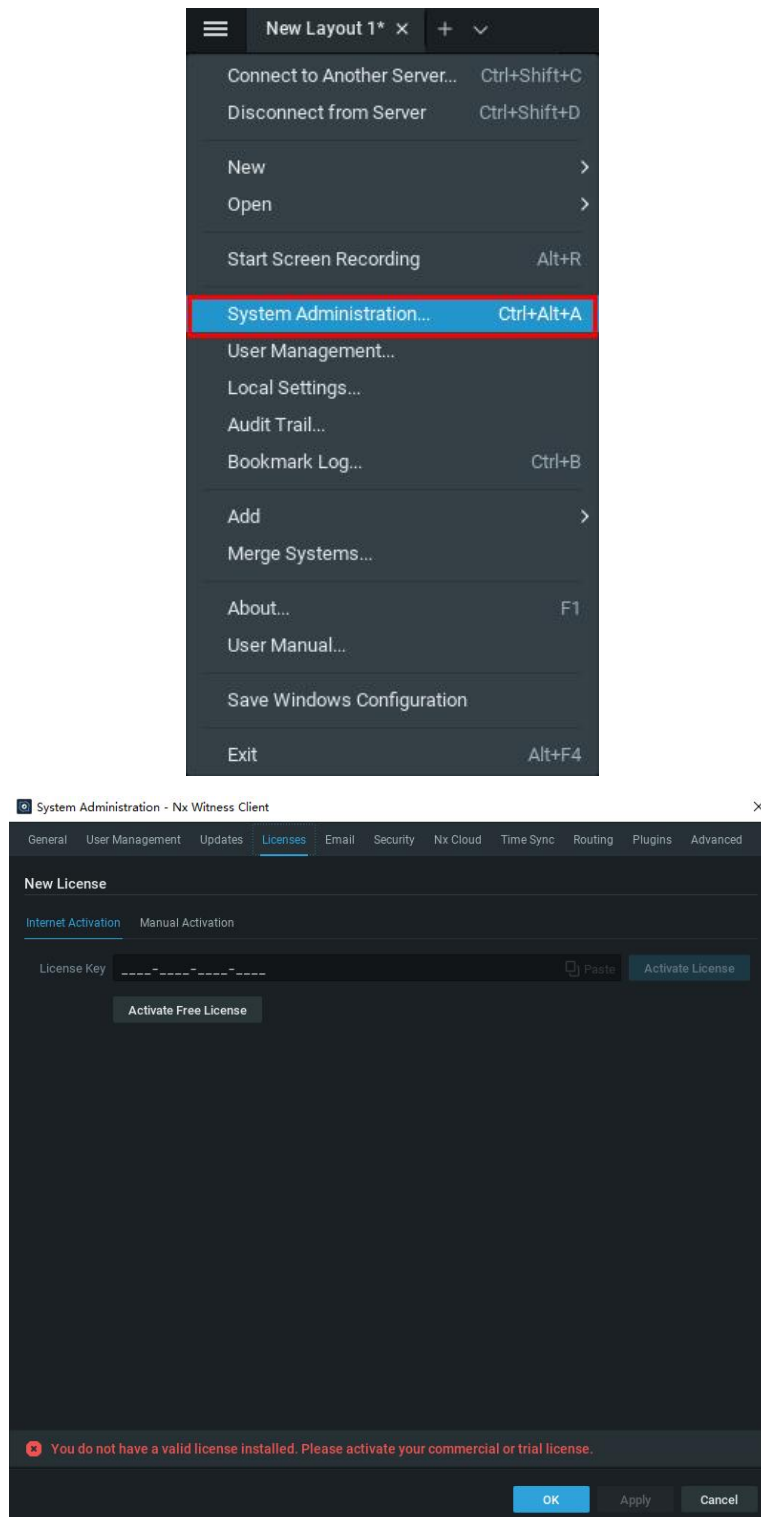 New Layout 1* × + 
Connect to Another Server... Ctrl+Shift+C
Disconnect from Server Ctrl+Shift+D
New
Open
Start Screen Recording Alt+R
System Administration... Ctrl+Alt+A
User Management...
Local Settings...
Audit Trail...
Bookmark Log... Ctrl+B
Add
Merge Systems...
About... F1
User Manual...
Save Windows Configuration
Exit Alt+F4
System Administration - Nx Witness Client
General User Management Updates Licenses Email Security Nx Cloud Time Sync Routing Plugins Advanced
New License
Internet Activation Manual Activation
License Key ____-____-____-____ Paste Activate License
Activate Free License
You do not have a valid license installed. Please activate your commercial or trial license.
OK Apply Cancel